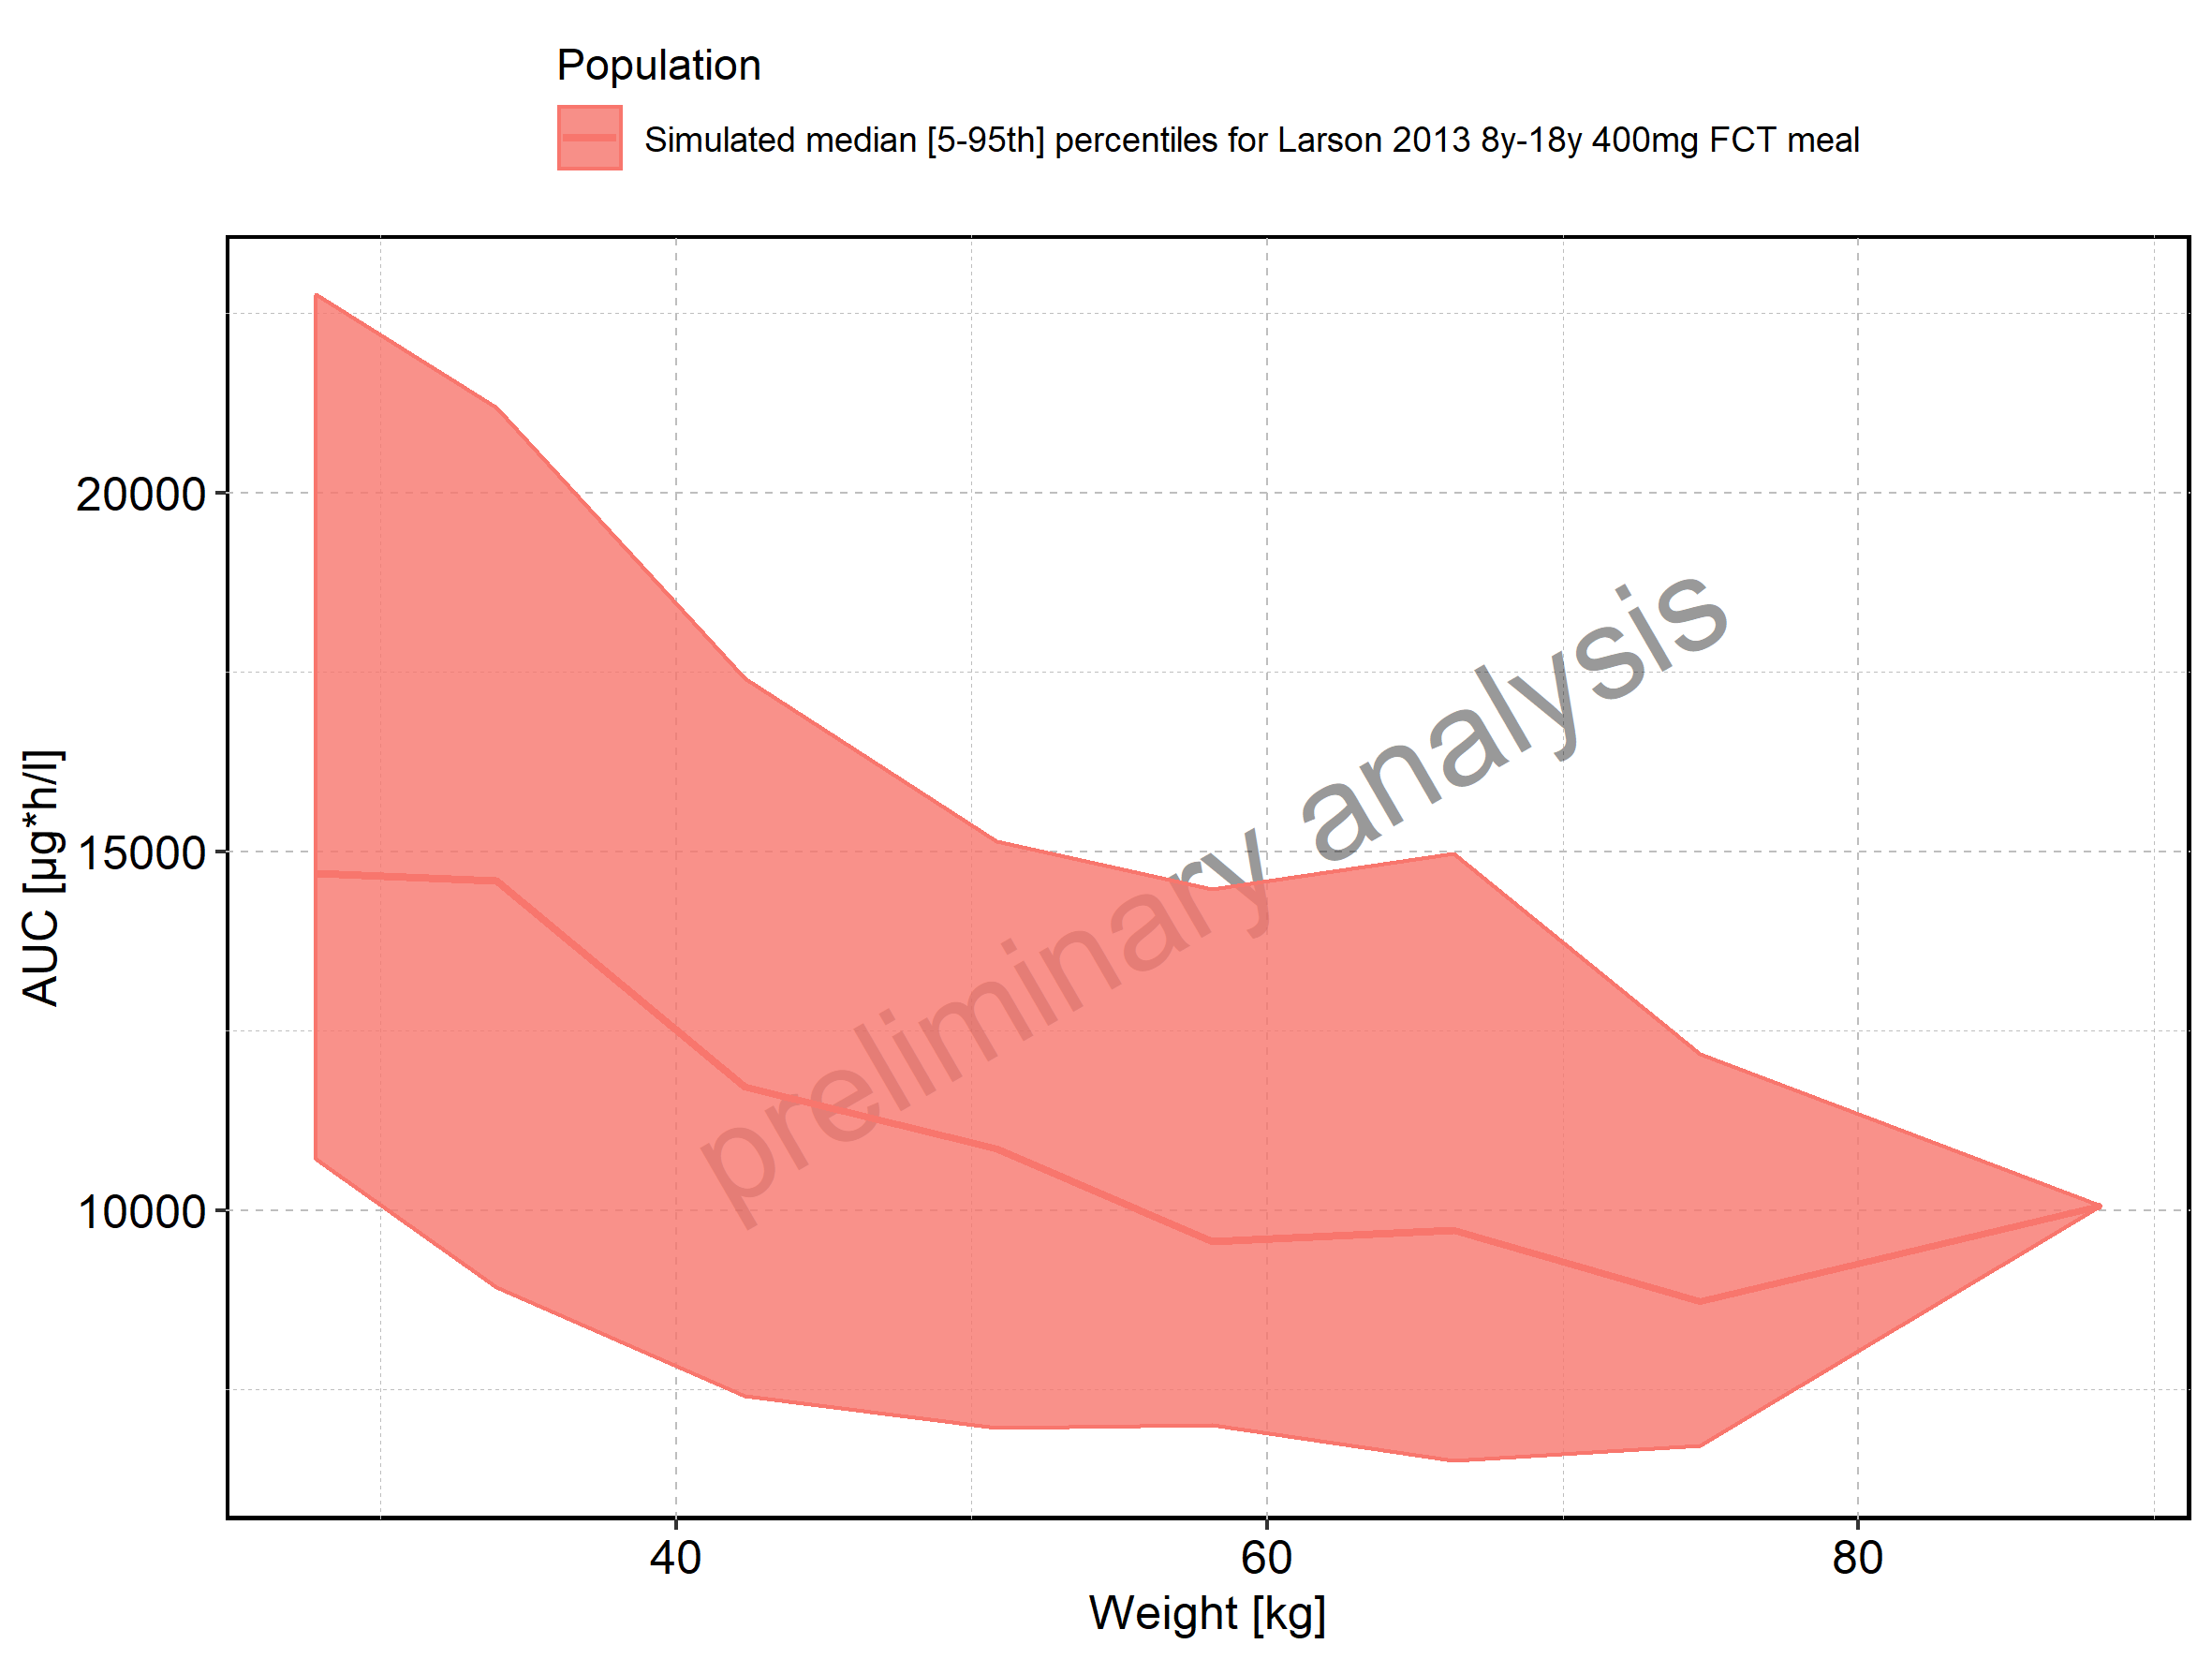 Population
Simulated median [5-95th] percentiles for Larson 2013 8y-18y 400mg FCT meal
AUC [µg*h/l]
20000
15000
10000
preliminary analysis
40
60
80
Weight [kg]